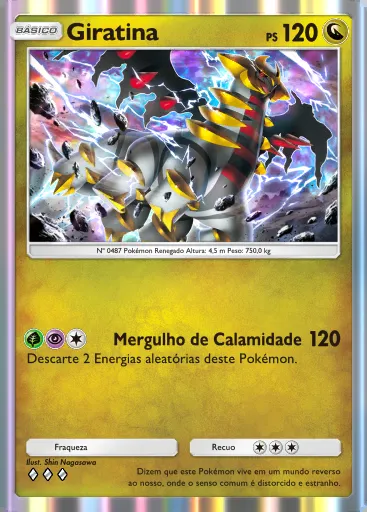 BÁSICO Giratina PS 120
Nº 0487 Pokémon Renegado Altura: 4,5 m Peso: 750,0 kg
Mergulho de Calamidade 120
Descarte 2 Energias aleatórias deste Pokémon.
Fraqueza Recuo
Ilust. Shin Nagasawa
Dizem que este Pokémon vive em um mundo reverso
ao nosso, onde o senso comum é distorcido e estranho.